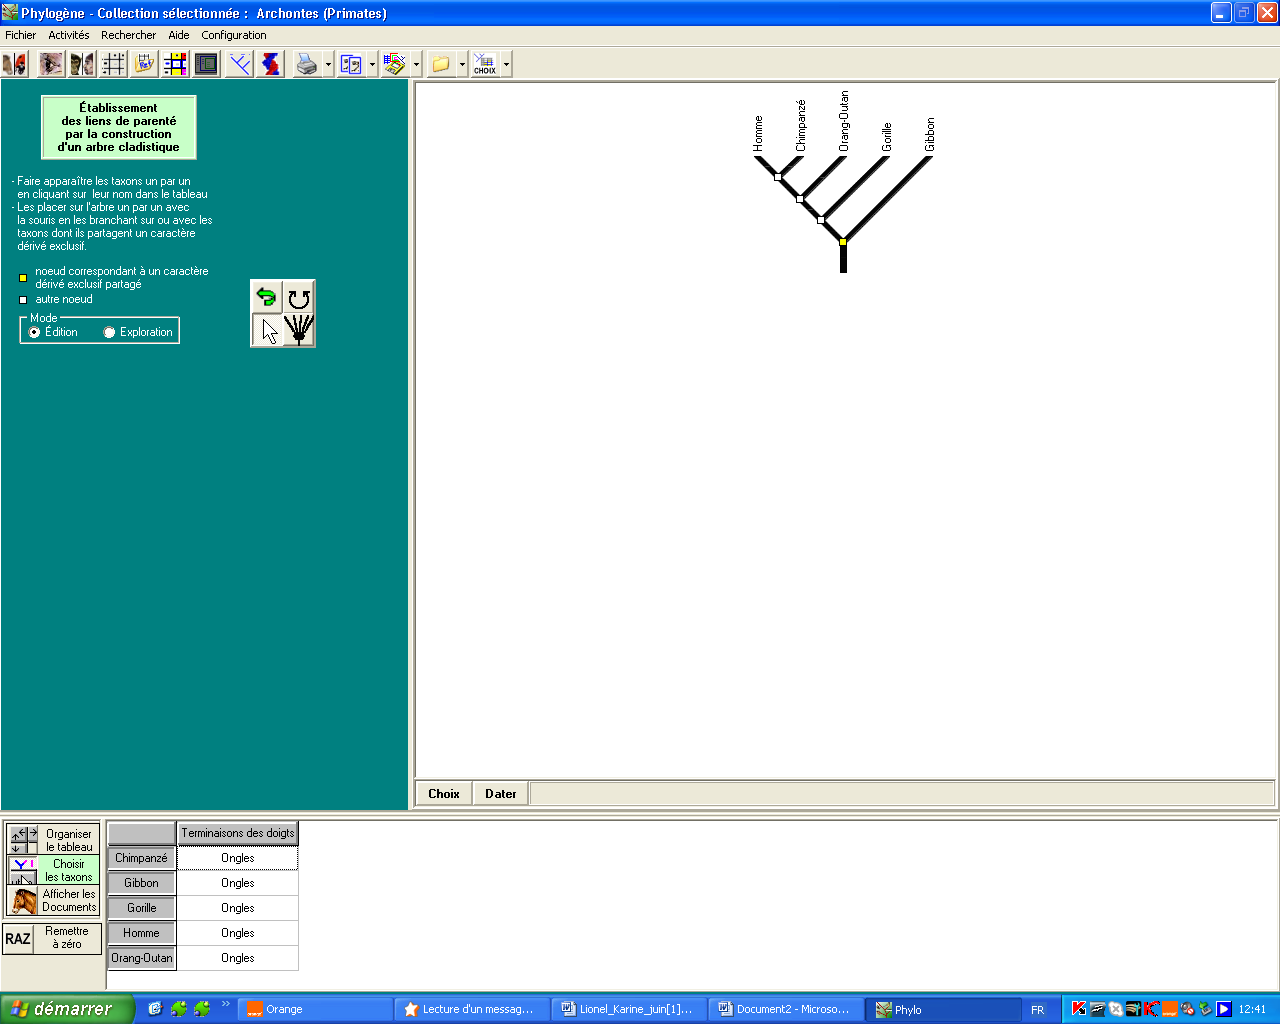 Phylogène - Collection sélectionnée :   Archontes (Primates)
Fichier Activités Rechercher Aide Configuration
CHOIX
Établissement
des liens de parenté
par la construction
d'un arbre cladistique
- Faire apparaître les taxons un par un
en cliquant sur leur nom dans le tableau
- Les placer sur l'arbre un par un avec
la souris en les branchant sur ou avec les
taxons dont ils partagent un caractère
dérivé exclusif.
noeud correspondant à un caractère
dérivé exclusif partagé
autre noeud
Mode
Édition Exploration
Homme
Chimpanzé
Orang-Outan
Gorille
Gibbon
Choix Dater
Organiser
le tableau
Choisir
les taxons
Afficher les
Documents
RAZ Remettre
à zéro
Terminaisons des doigts
Chimpanzé Ongles
Gibbon Ongles
Gorille Ongles
Homme Ongles
Orang-Outan Ongles
démarrer » Orange Lecture d'un messag... Lionel_Karine_juin[1]... Document2 - Microso... Phylo FR 12:41